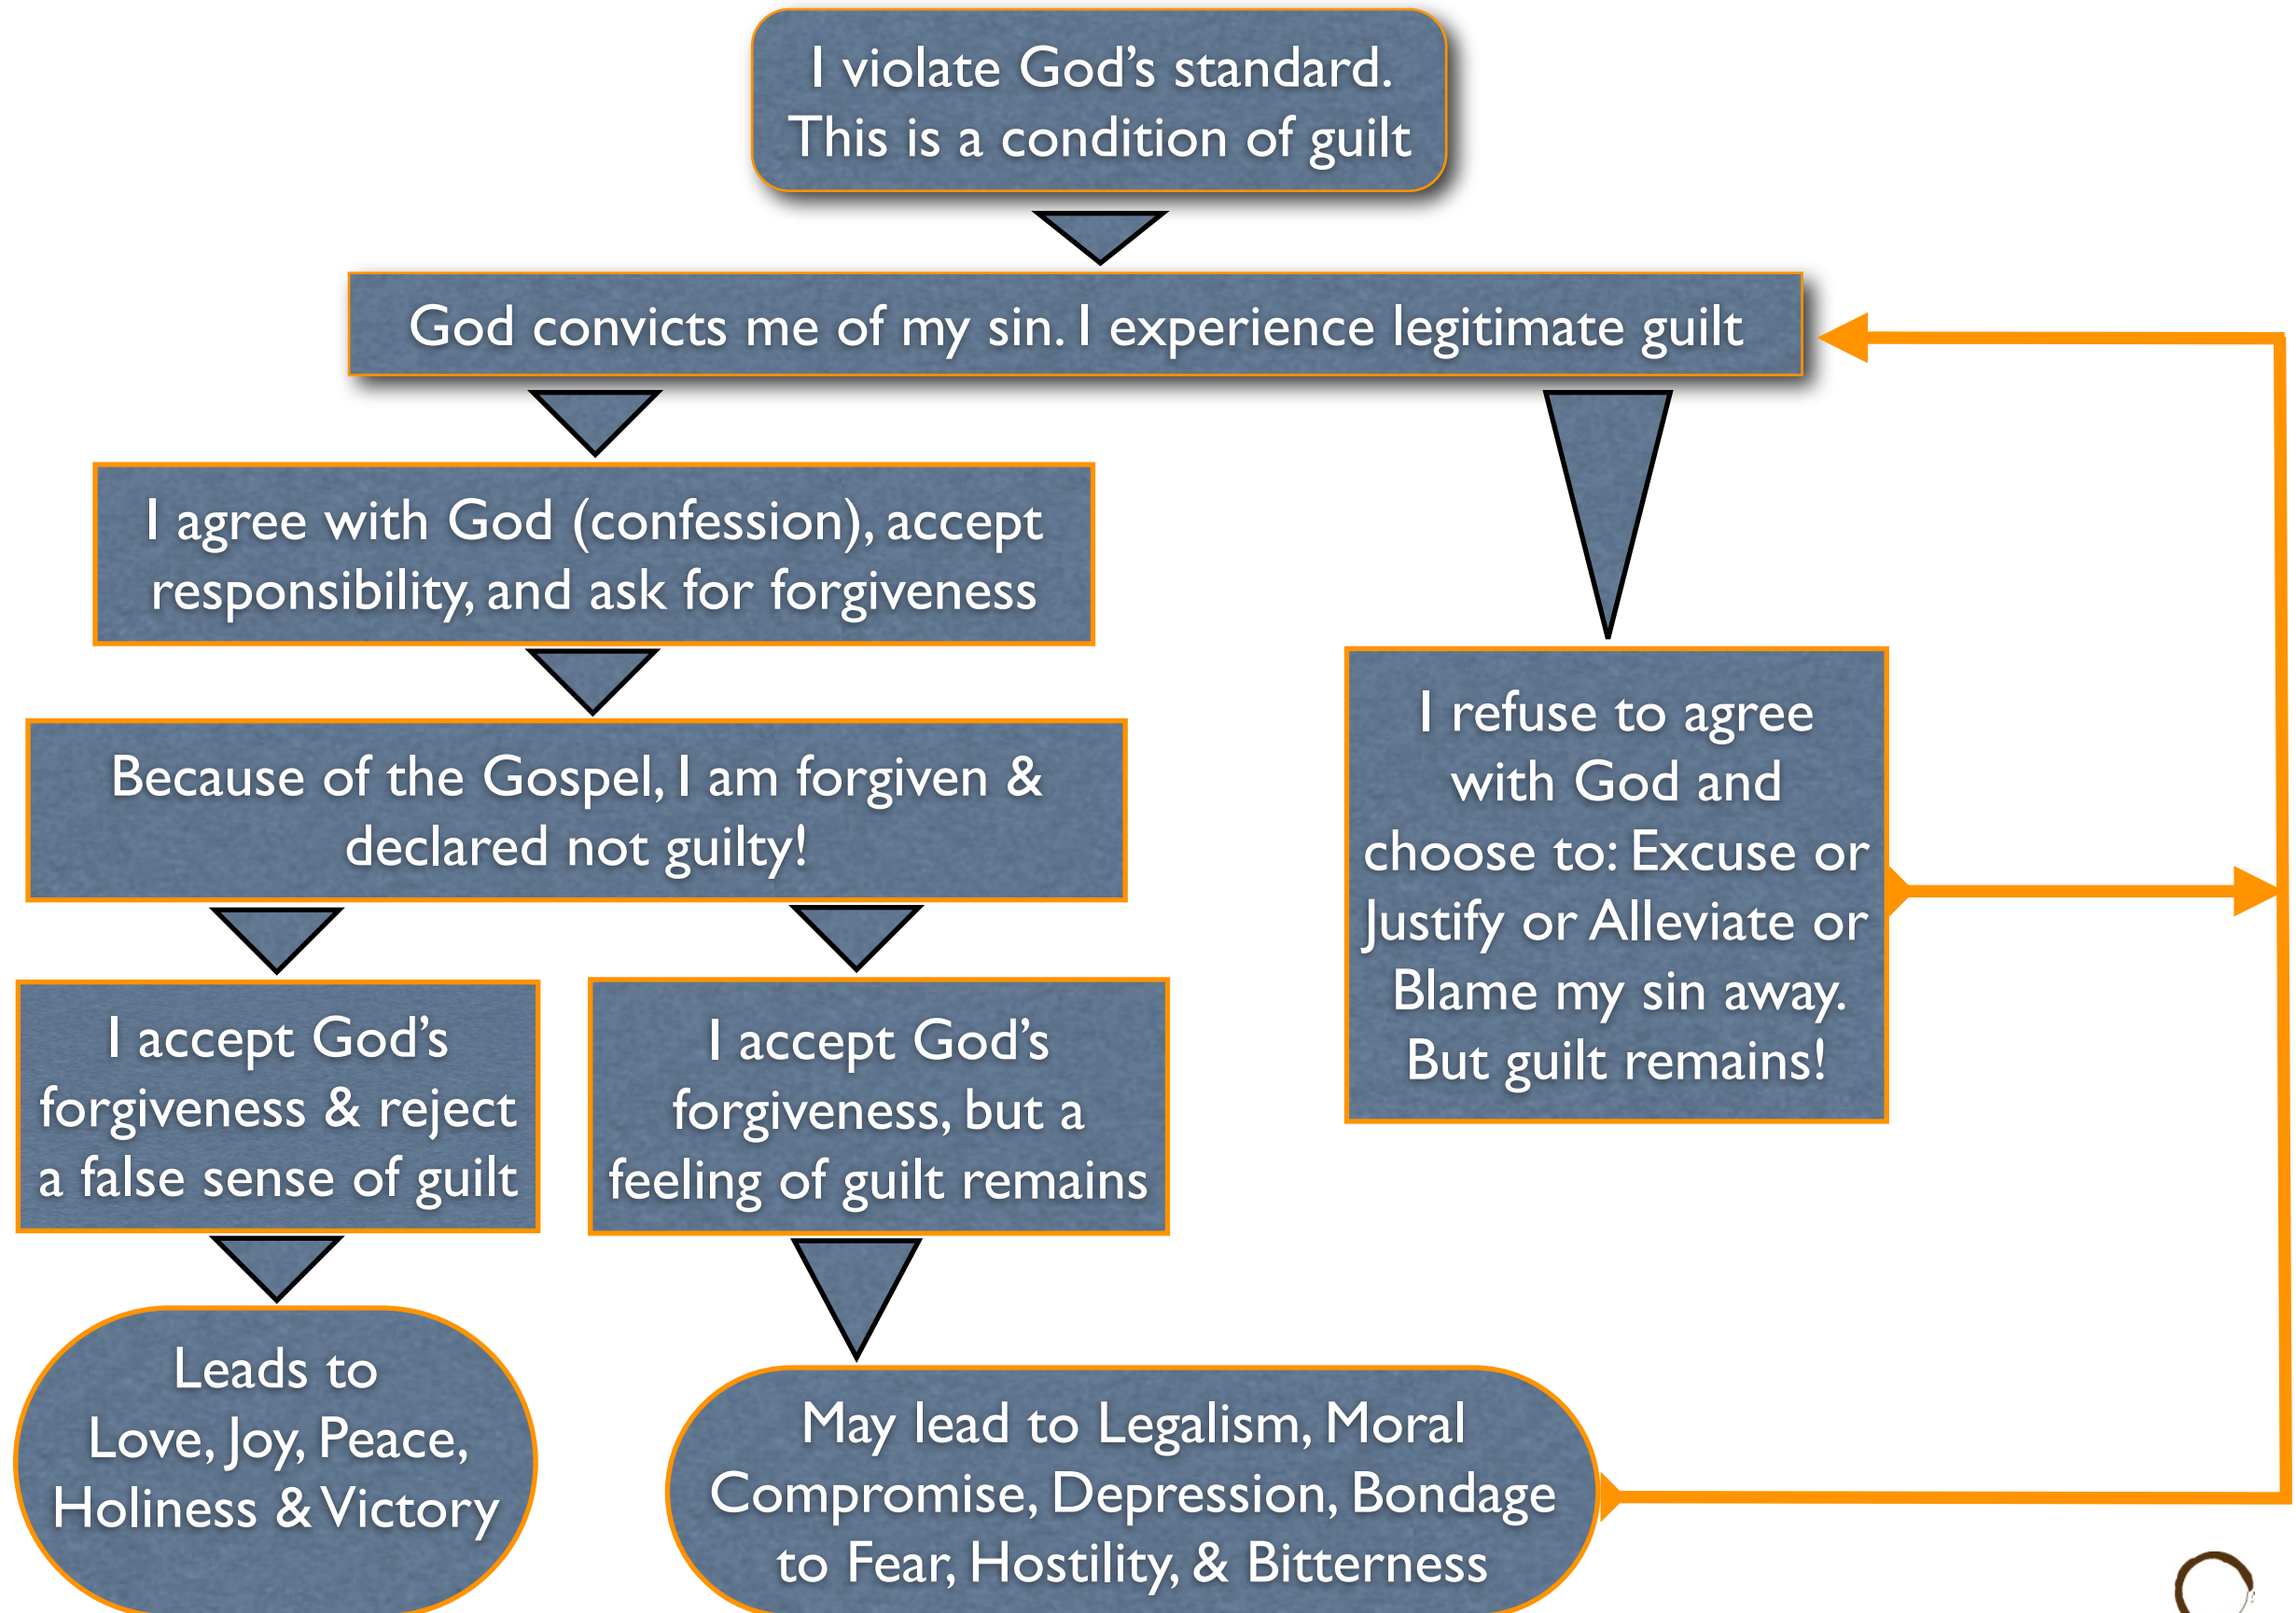 I violate God’s standard.
This is a condition of guilt
God convicts me of my sin. I experience legitimate guilt
I agree with God (confession), accept
responsibility, and ask for forgiveness
Because of the Gospel, I am forgiven &
declared not guilty!
I accept God’s
forgiveness & reject
a false sense of guilt
I accept God’s
forgiveness, but a
feeling of guilt remains
I refuse to agree
with God and
choose to: Excuse or
Justify or Alleviate or
Blame my sin away.
But guilt remains!
Leads to
Love, Joy, Peace,
Holiness & Victory
May lead to Legalism, Moral
Compromise, Depression, Bondage
to Fear, Hostility, & Bitterness